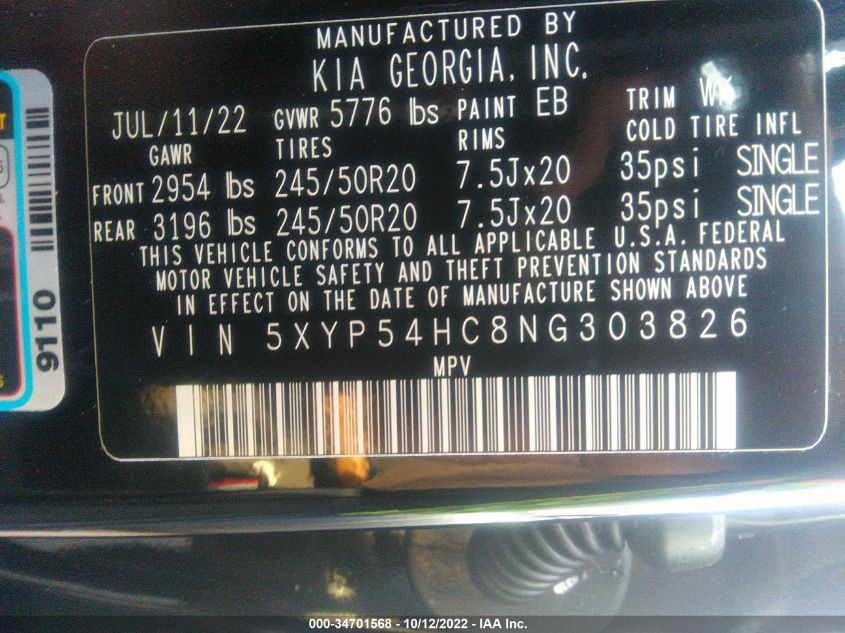 MANUFACTURED BY
KIA GEORGIA, INC.
JUL/11/22 GVWR 5776 lbs PAINT EB TRIM
GAWR TIRES RIMS COLD TIRE INFL
FRONT 2954 lbs 245/50R20 7.5Jx20 35psi SINGLE
REAR 3196 lbs 245/50R20 7.5Jx20 35psi SINGLE
THIS VEHICLE CONFORMS TO ALL APPLICABLE U.S.A. FEDERAL
MOTOR VEHICLE SAFETY AND THEFT PREVENTION STANDARDS
IN EFFECT ON THE DATE OF MANUFACTURE SHOWN ABOVE
VIN 5XYP54HC8NG303826
MPV
9110
000-34701568 - 10/12/2022 - IAA Inc.